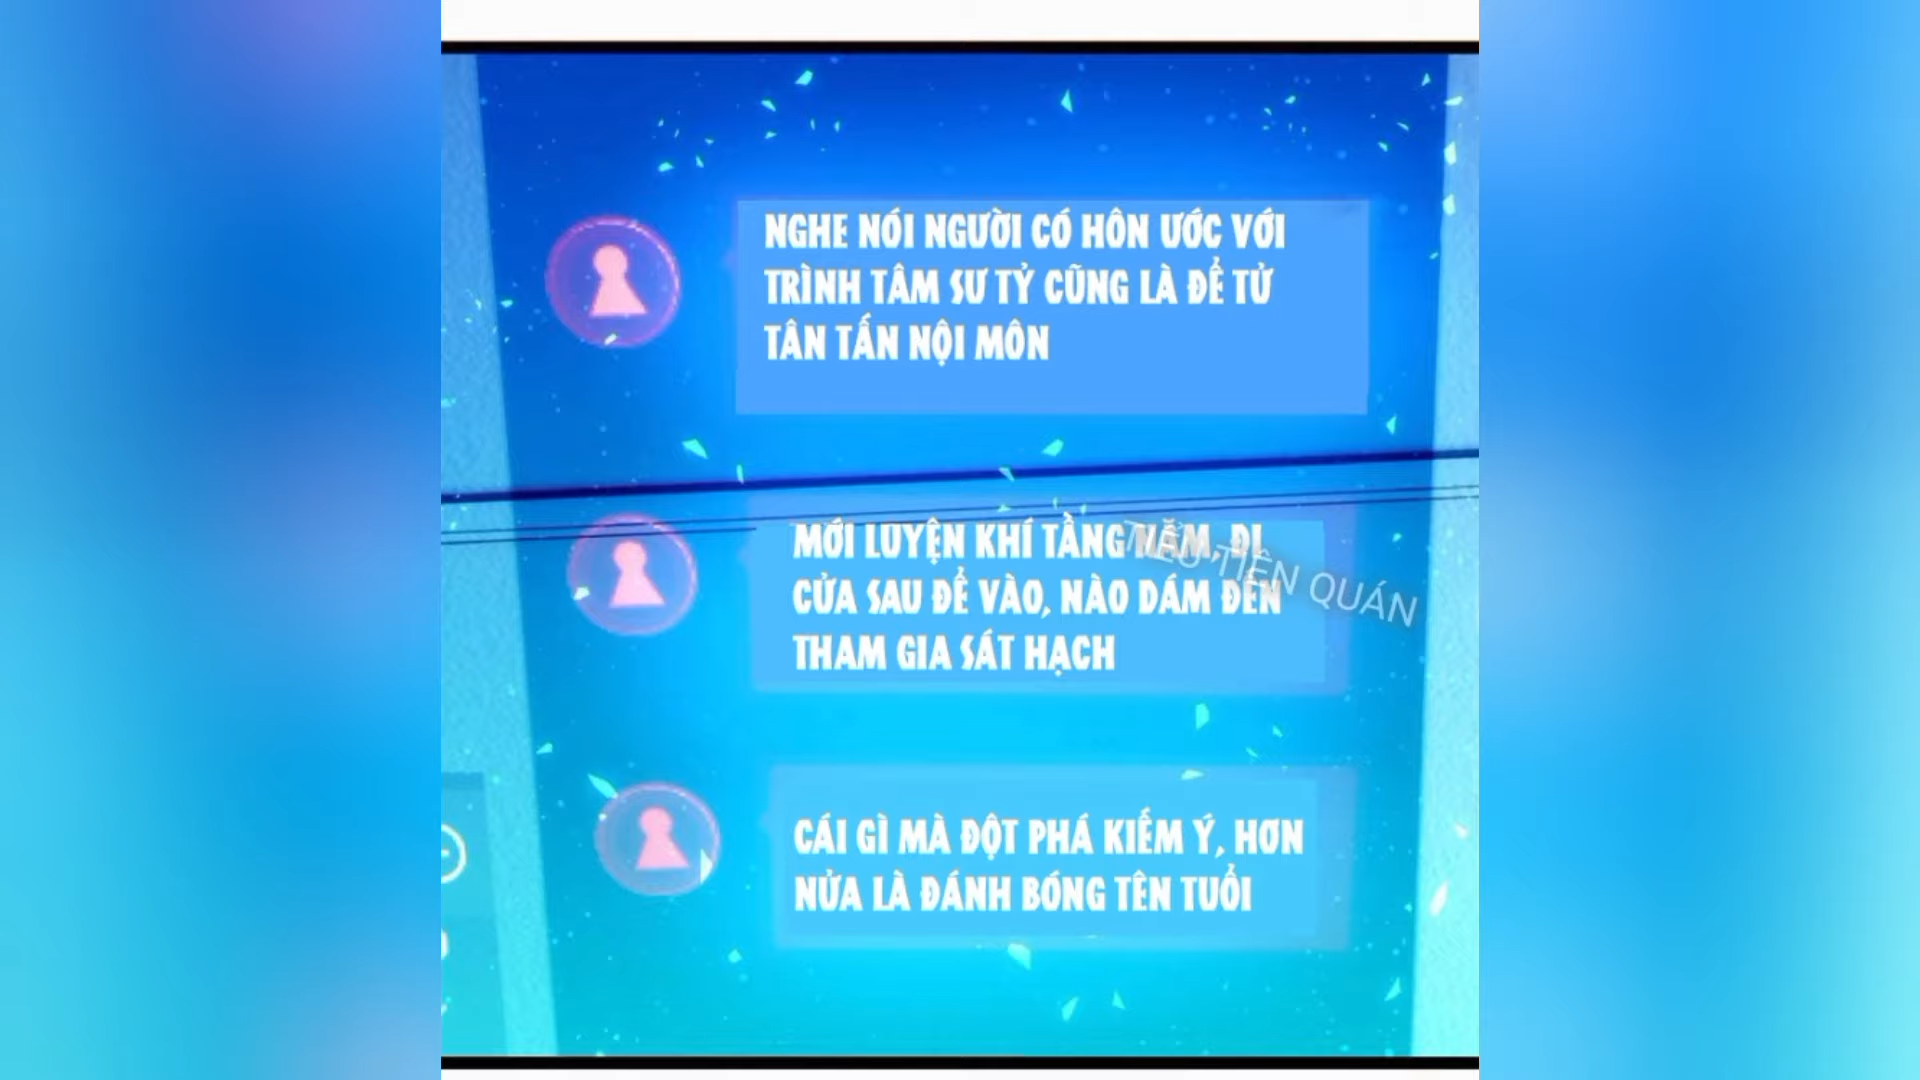 NGHE NÓI NGƯỜI CÓ HÔN ƯỚC VỚI
TRÌNH TÂM SƯ TỶ CŨNG LÀ ĐỂ TỬ
TÂN TẤN NỘI MÔN
MỚI LUYỆN KHÍ TẦNG NĂM, ĐI
CỬA SAU ĐỂ VÀO, NÀO DÁM ĐẾN
THAM GIA SÁT HẠCH
TIỂU TIÊN QUÁN
CÁI GÌ MÀ ĐỘT PHÁ KIẾM Ý, HƠN
NỬA LÀ ĐÁNH BÓNG TÊN TUỔI